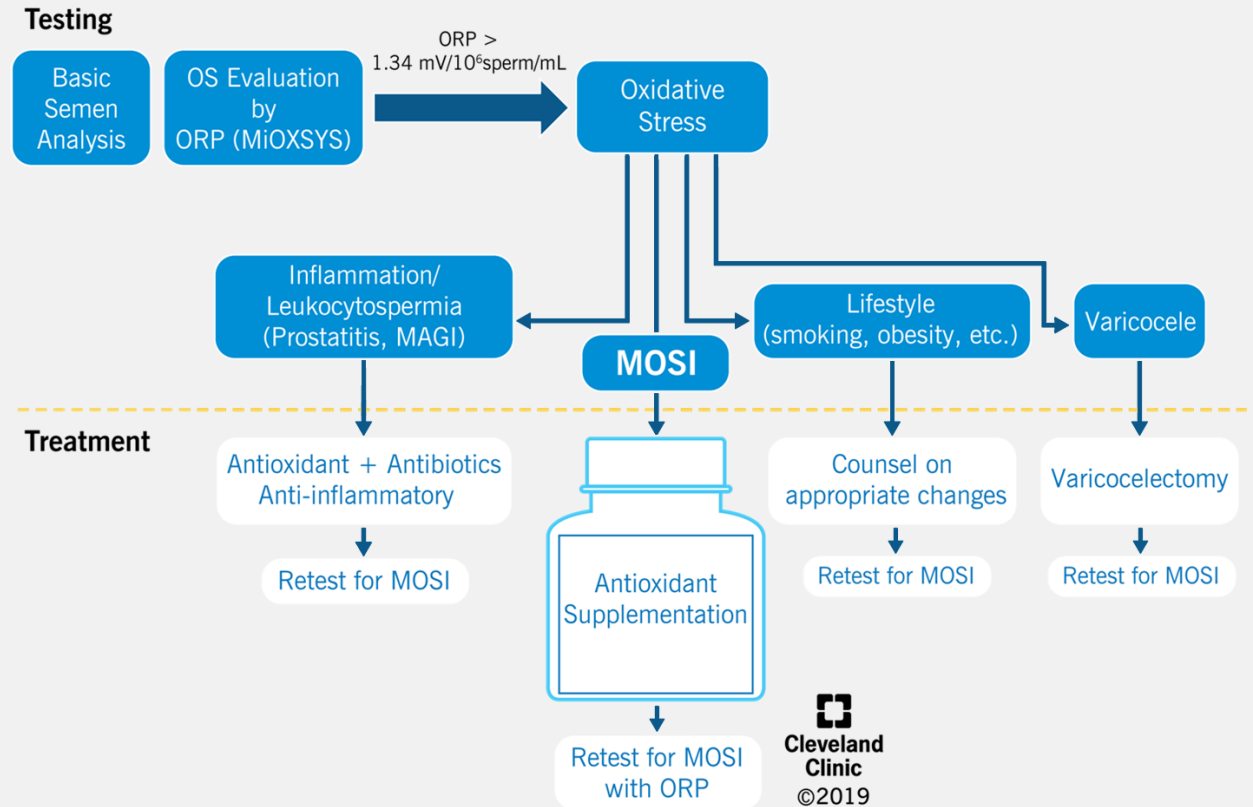 Testing
Basic
Semen
Analysis
OS Evaluation
by
ORP (MiOXSYS)
ORP >
1.34 mV/10⁶sperm/mL
Oxidative
Stress
Inflammation/
Leukocytospermia
(Prostatitis, MAGI)
MOSI
Lifestyle
(smoking, obesity, etc.)
Varicocele
Treatment
Antioxidant + Antibiotics
Anti-inflammatory
Retest for MOSI
Antioxidant
Supplementation
Retest for MOSI
with ORP
Counsel on
appropriate changes
Retest for MOSI
Varicocelectomy
Retest for MOSI
Cleveland
Clinic
©2019